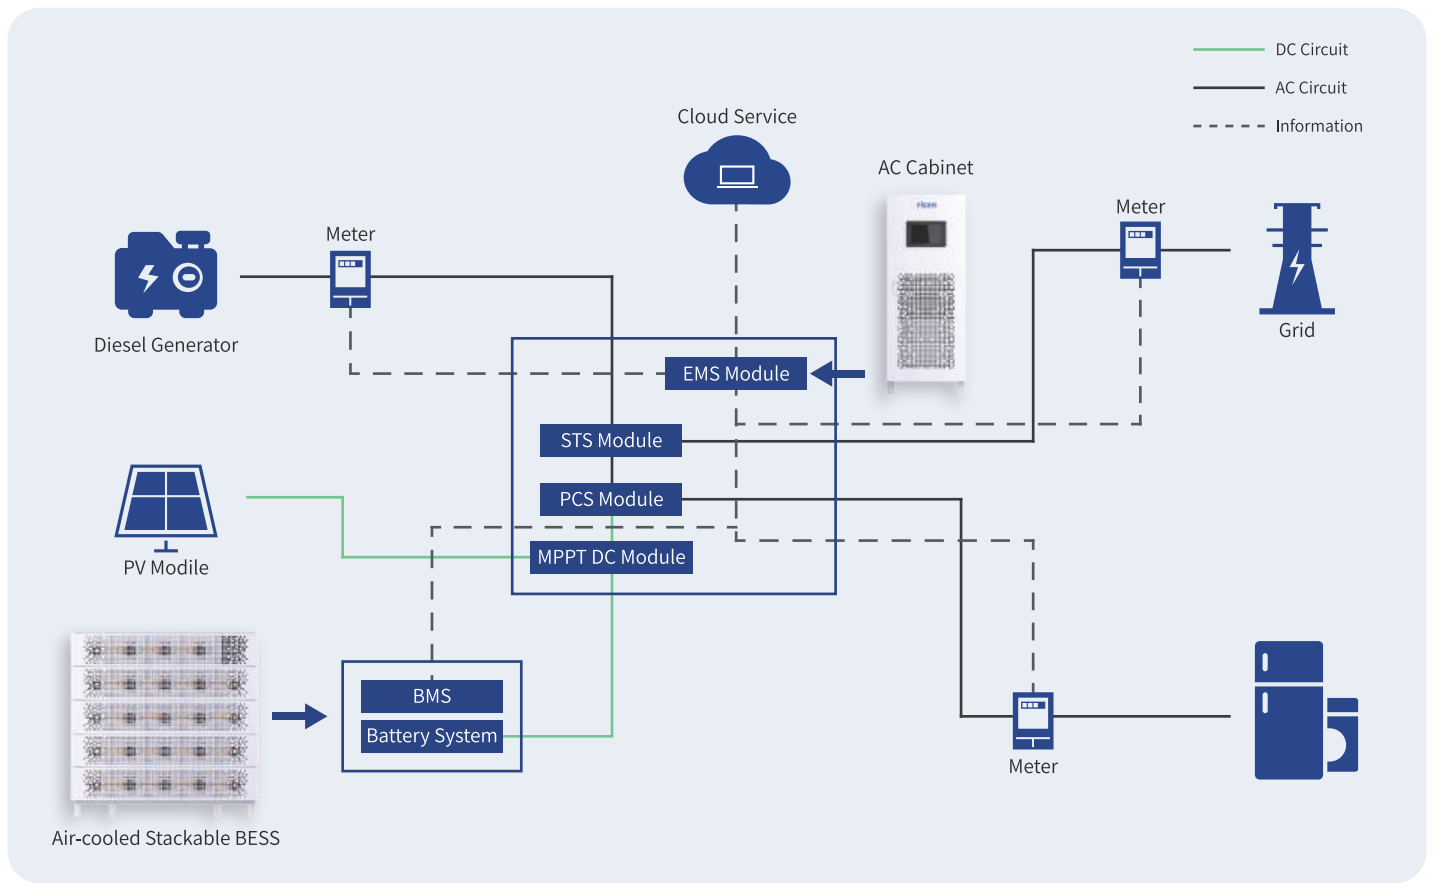 DC Circuit
AC Circuit
Information
Cloud Service
AC Cabinet
Meter
Meter
Diesel Generator
Grid
EMS Module
STS Module
PCS Module
MPPT DC Module
PV Modile
BMS
Battery System
Meter
Air-cooled Stackable BESS